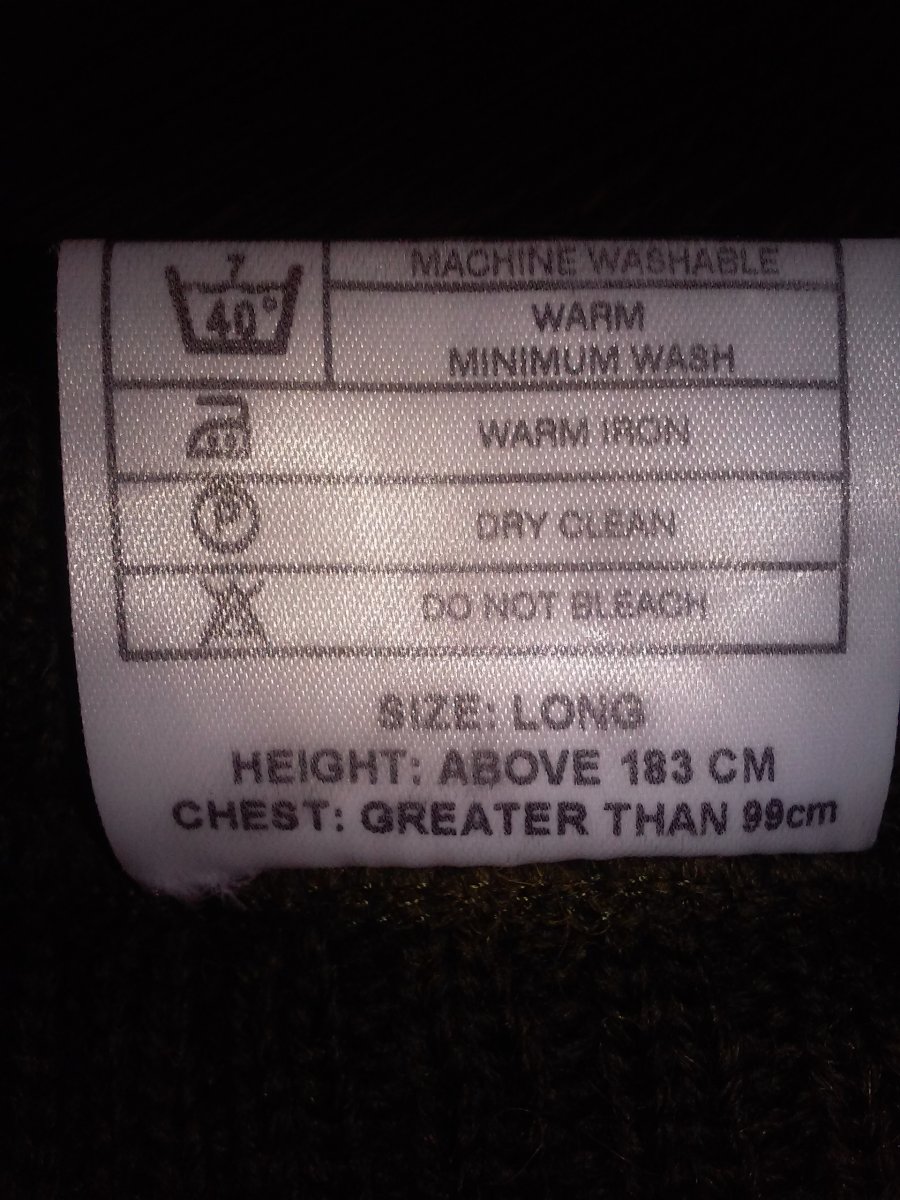 7
40°
MACHINE WASHABLE
WARM
MINIMUM WASH
WARM IRON
P
DRY CLEAN
DO NOT BLEACH
SIZE: LONG
HEIGHT: ABOVE 183 CM
CHEST: GREATER THAN 99cm